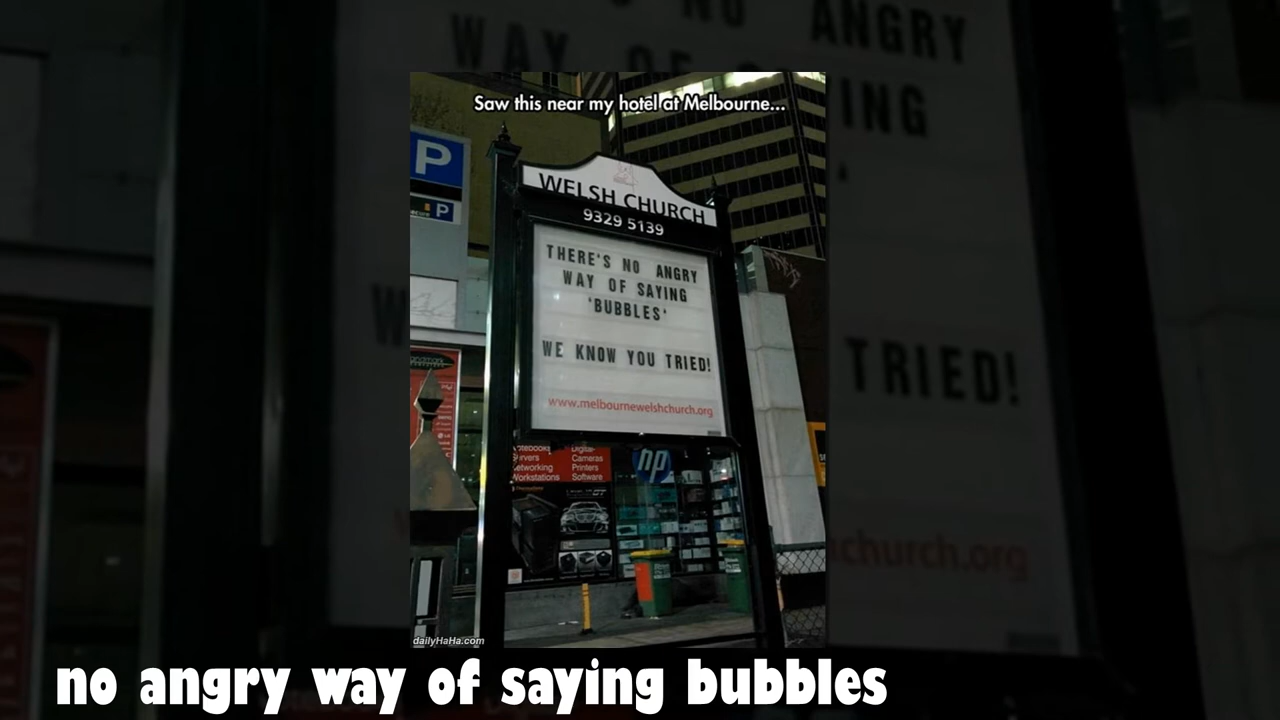 Saw this near my hotel at Melbourne...
P
P
WELSH CHURCH
9329 5139
THERE'S NO ANGRY
WAY OF SAYING
'BUBBLES'
WE KNOW YOU TRIED!
www.melbournewelshchurch.org
Notebooks
Servers
Networking
Workstations
Digital-
Cameras
Printers
Software
hp
dailyHaHa.com
no angry way of saying bubbles